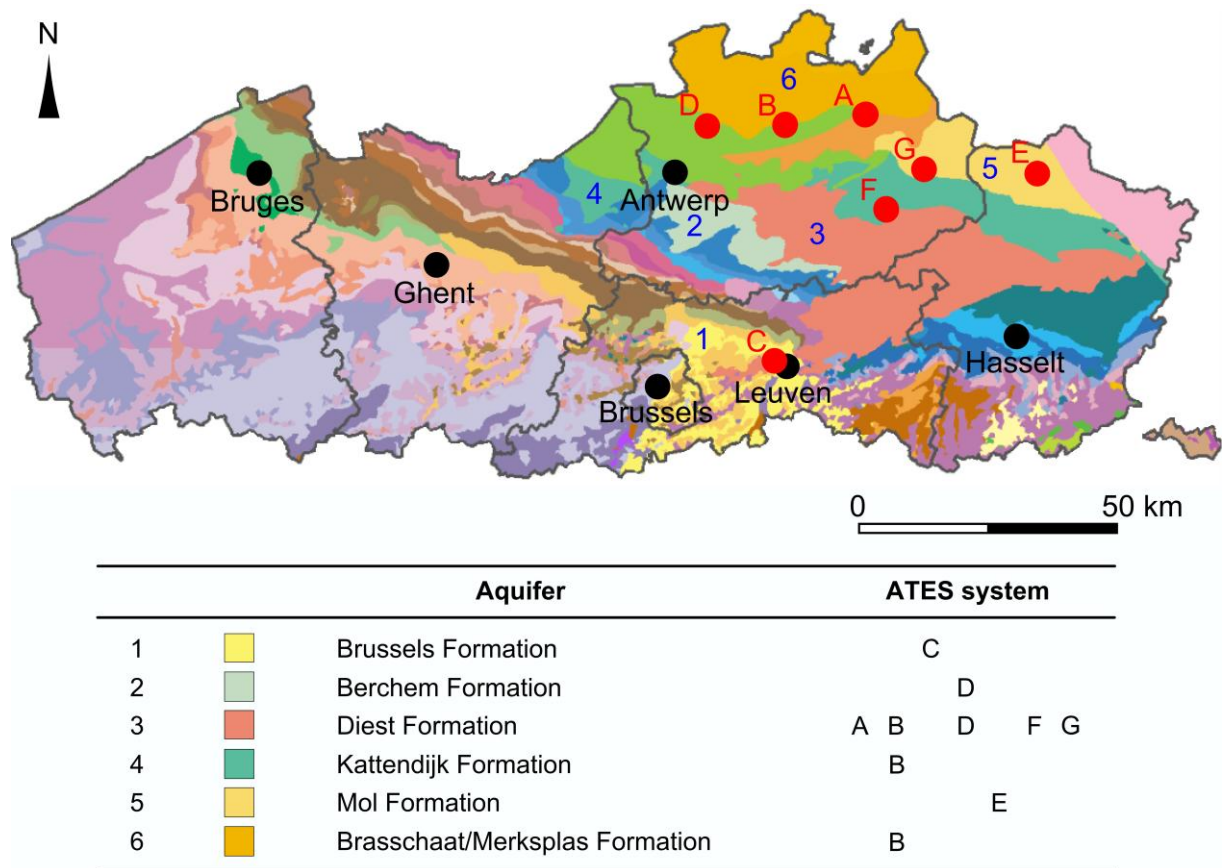 N
6
D
B
A
G
5
E
4
Antwerp
F
Bruges
2
3
Ghent
1
C
Hasselt
Leuven
Brussels
0 50 km
Aquifer ATES system
1 Brussels Formation C
2 Berchem Formation D
3 Diest Formation A B D F G
4 Kattendijk Formation B
5 Mol Formation E
6 Brasschaat/Merksplas Formation B